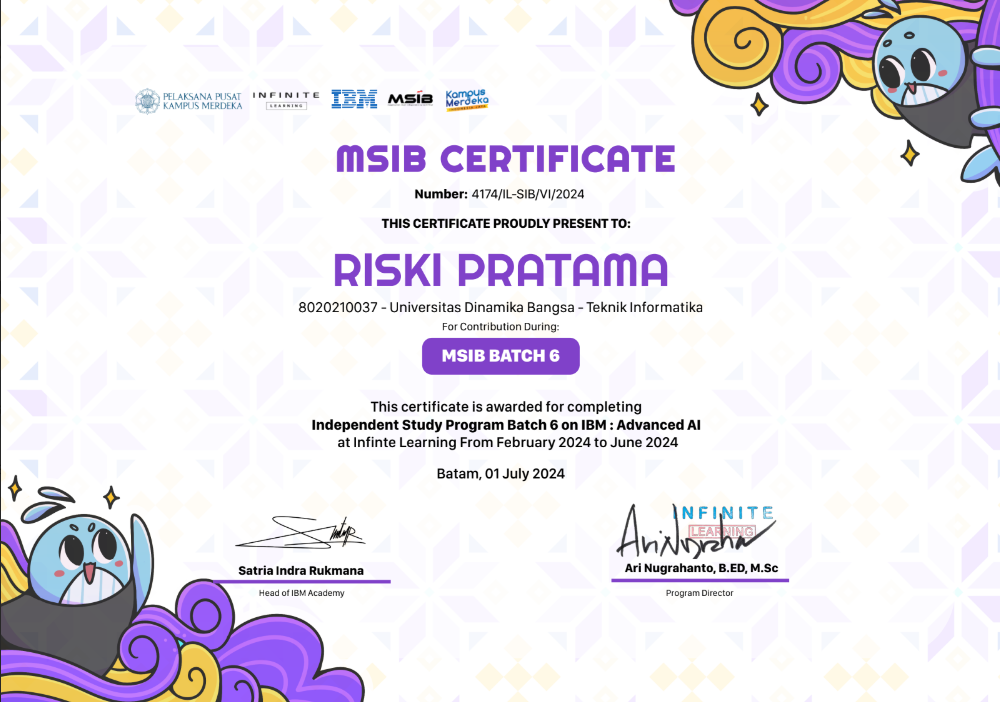 PELAKSANA PUSAT
KAMPUS MERDEKA
INFINITE
LEARNING
IBM
MSIB
Kampus
Merdeka
MSIB CERTIFICATE
Number: 4174/IL-SIB/VI/2024
THIS CERTIFICATE PROUDLY PRESENT TO:
RISKI PRATAMA
8020210037 - Universitas Dinamika Bangsa - Teknik Informatika
For Contribution During:
MSIB BATCH 6
This certificate is awarded for completing
Independent Study Program Batch 6 on IBM : Advanced AI
at Infinte Learning From February 2024 to June 2024
Batam, 01 July 2024
INFINITE
LEARNING
Satria Indra Rukmana
Head of IBM Academy
Ari Nugrahanto, B.ED, M.Sc
Program Director